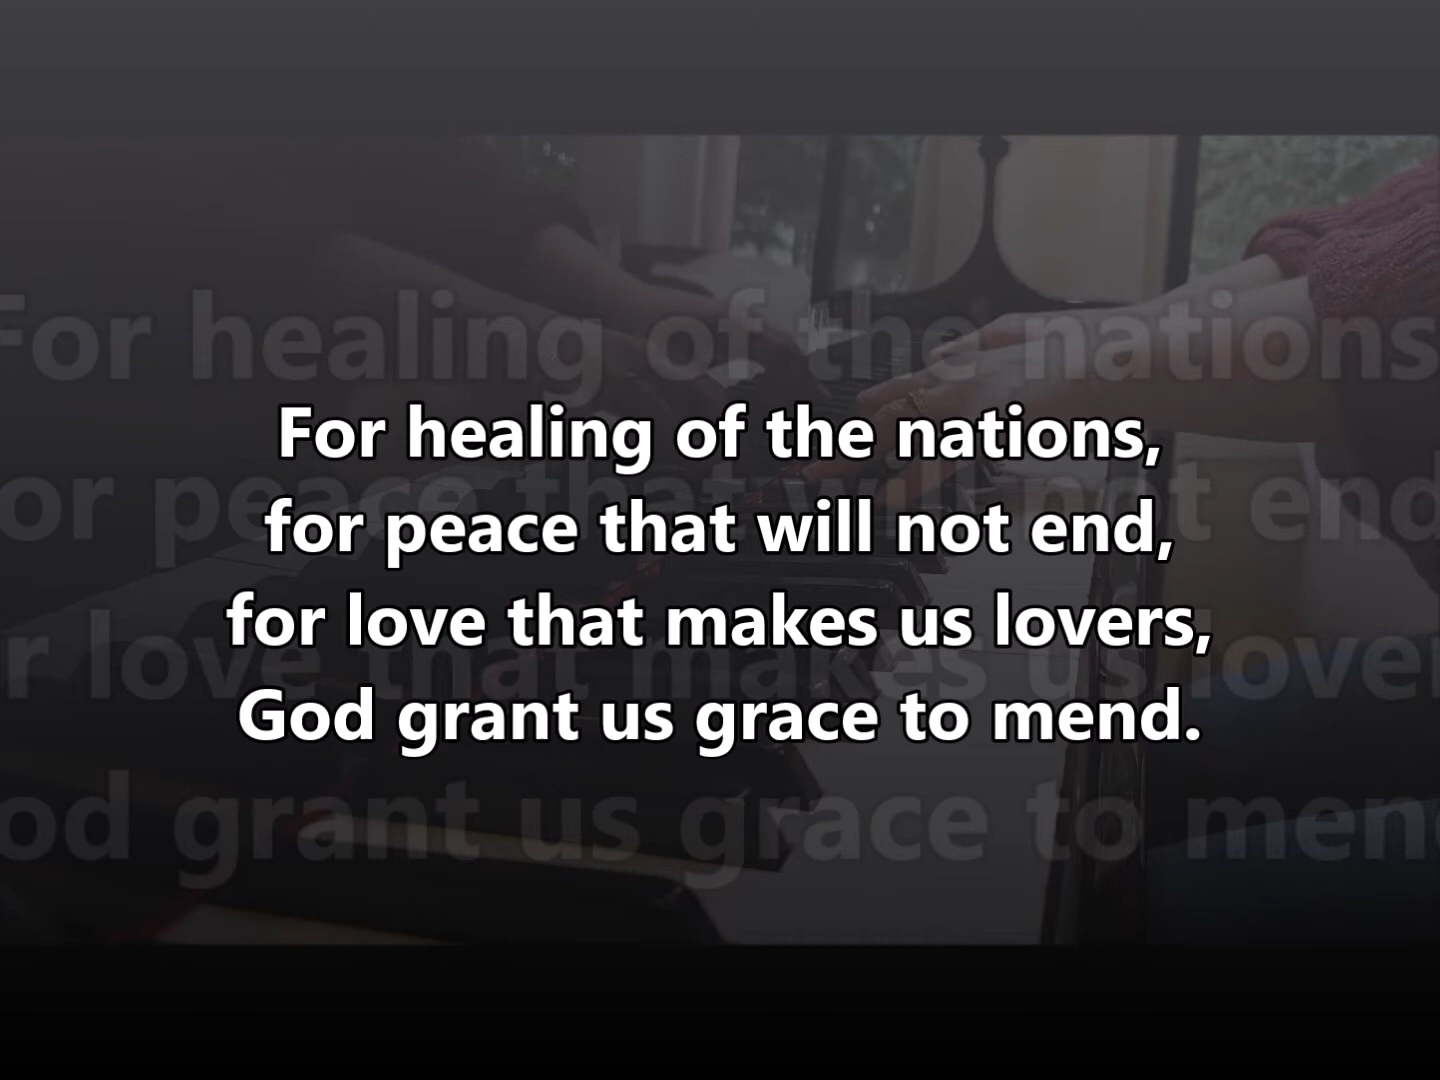 For healing of the nations,
for peace that will not end,
for love that makes us lovers,
God grant us grace to mend.